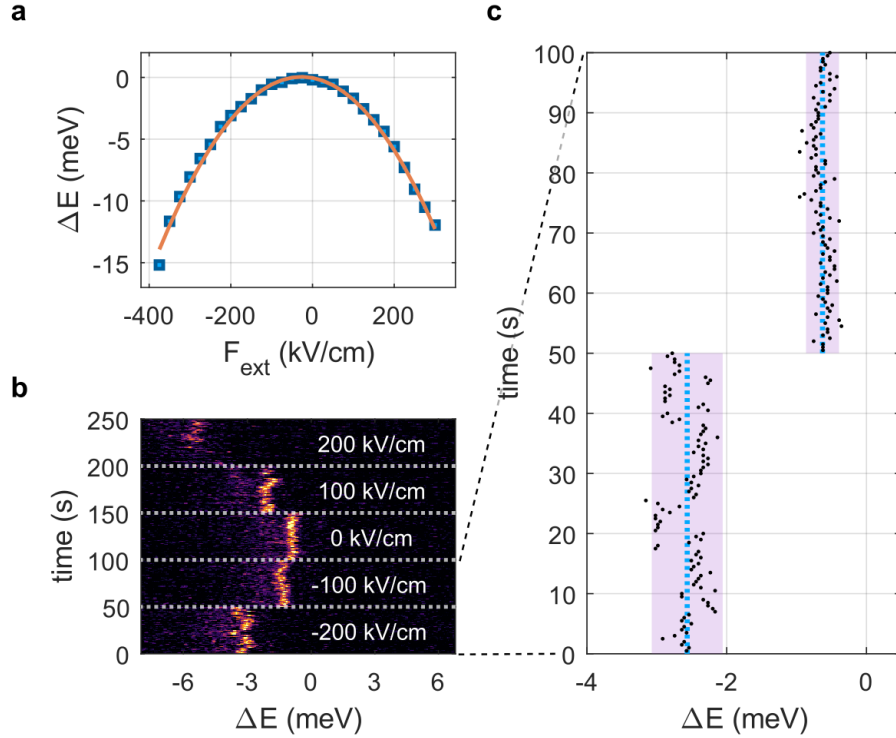 a
0
-5
-10
-15
ΔE (meV)
-400 -200 0 200
F_ext (kV/cm)
b
250
200
150
100
50
0
time (s)
200 kV/cm
100 kV/cm
0 kV/cm
-100 kV/cm
-200 kV/cm
-6 -3 0 3 6
ΔE (meV)
c
100
90
80
70
60
50
40
30
20
10
0
time (s)
-4 -2 0
ΔE (meV)